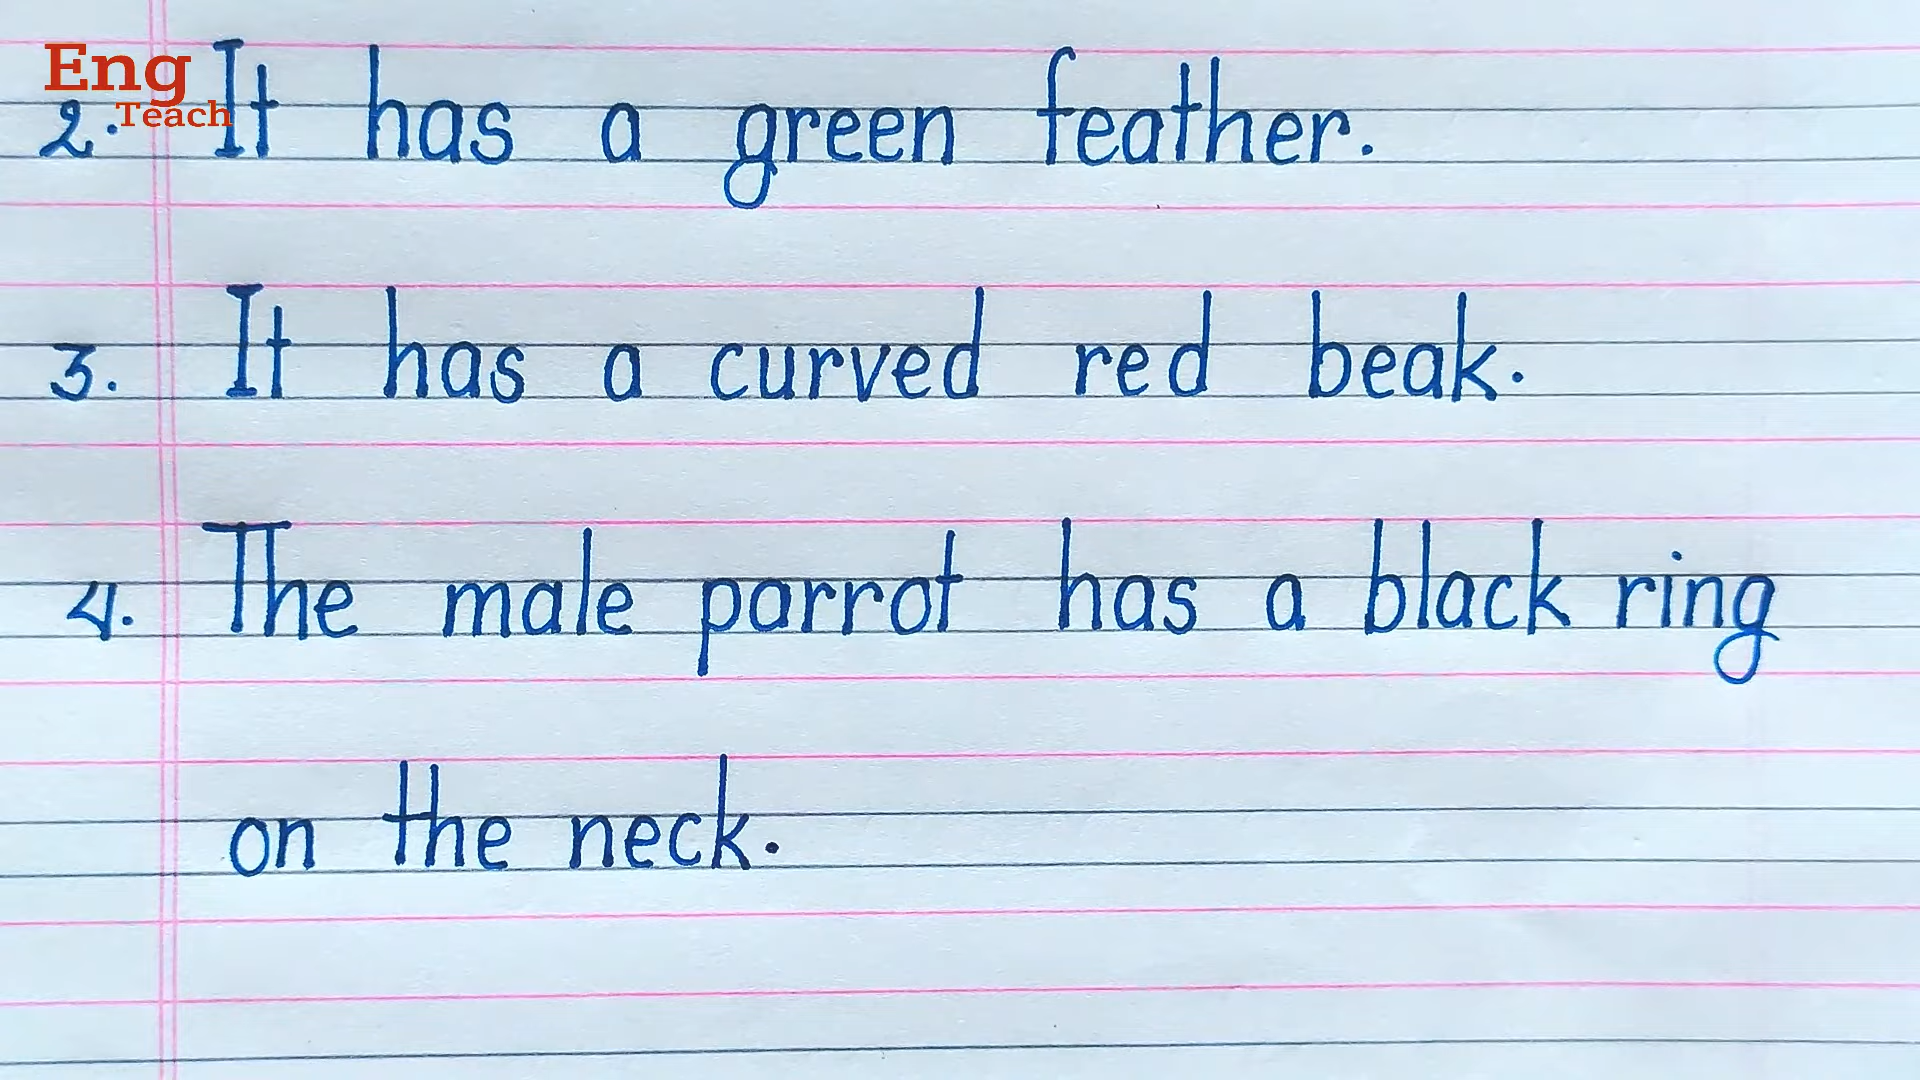 Eng
Teach
2. It has a green feather.
3. It has a curved red beak.
4. The male parrot has a black ring
on the neck.